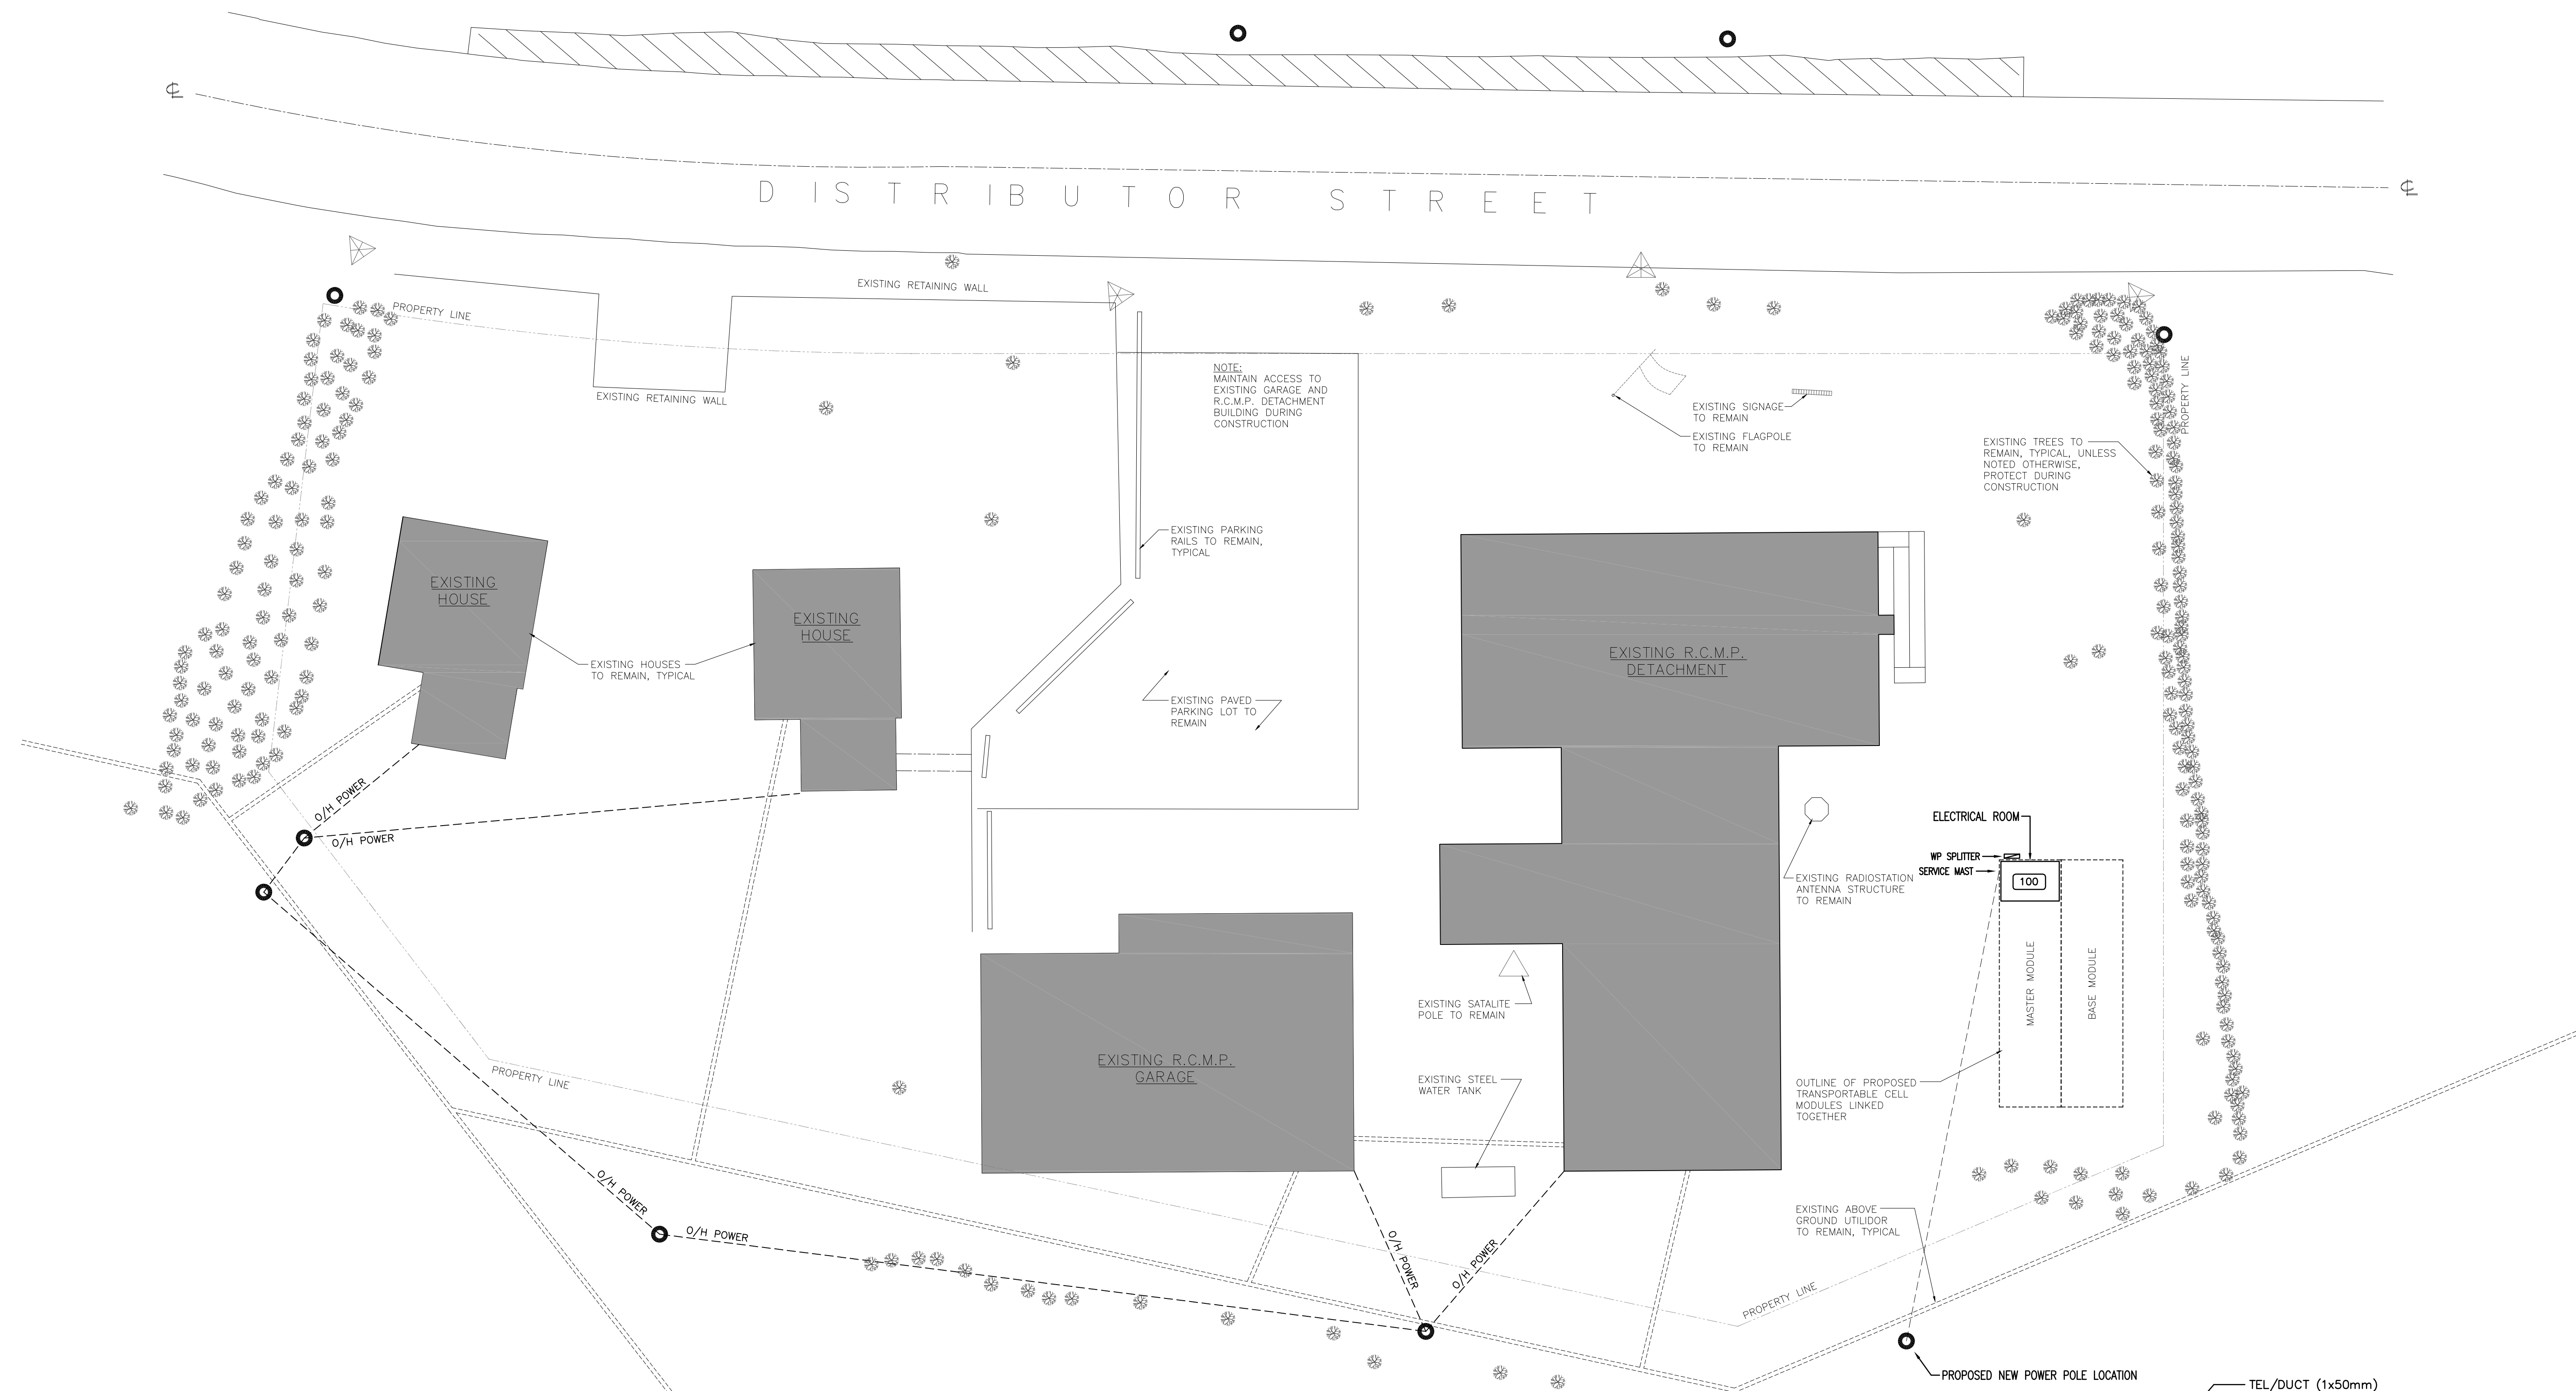 ℄
DISTRIBUTOR STREET
℄
EXISTING RETAINING WALL
PROPERTY LINE
EXISTING RETAINING WALL
NOTE:
MAINTAIN ACCESS TO
EXISTING GARAGE AND
R.C.M.P. DETACHMENT
BUILDING DURING
CONSTRUCTION
EXISTING SIGNAGE
TO REMAIN
EXISTING FLAGPOLE
TO REMAIN
PROPERTY LINE
EXISTING TREES TO
REMAIN, TYPICAL, UNLESS
NOTED OTHERWISE,
PROTECT DURING
CONSTRUCTION
EXISTING PARKING
RAILS TO REMAIN,
TYPICAL
EXISTING
HOUSE
EXISTING
HOUSE
EXISTING HOUSES
TO REMAIN, TYPICAL
EXISTING R.C.M.P.
DETACHMENT
EXISTING PAVED
PARKING LOT TO
REMAIN
O/H POWER
O/H POWER
ELECTRICAL ROOM
WP SPLITTER
SERVICE MAST
100
EXISTING RADIOSTATION
ANTENNA STRUCTURE
TO REMAIN
MASTER MODULE
BASE MODULE
EXISTING SATALITE
POLE TO REMAIN
EXISTING R.C.M.P.
GARAGE
PROPERTY LINE
EXISTING STEEL
WATER TANK
OUTLINE OF PROPOSED
TRANSPORTABLE CELL
MODULES LINKED
TOGETHER
O/H POWER
O/H POWER
O/H POWER
O/H POWER
EXISTING ABOVE
GROUND UTILIDOR
TO REMAIN, TYPICAL
PROPERTY LINE
PROPOSED NEW POWER POLE LOCATION
TEL/DUCT (1x50mm)